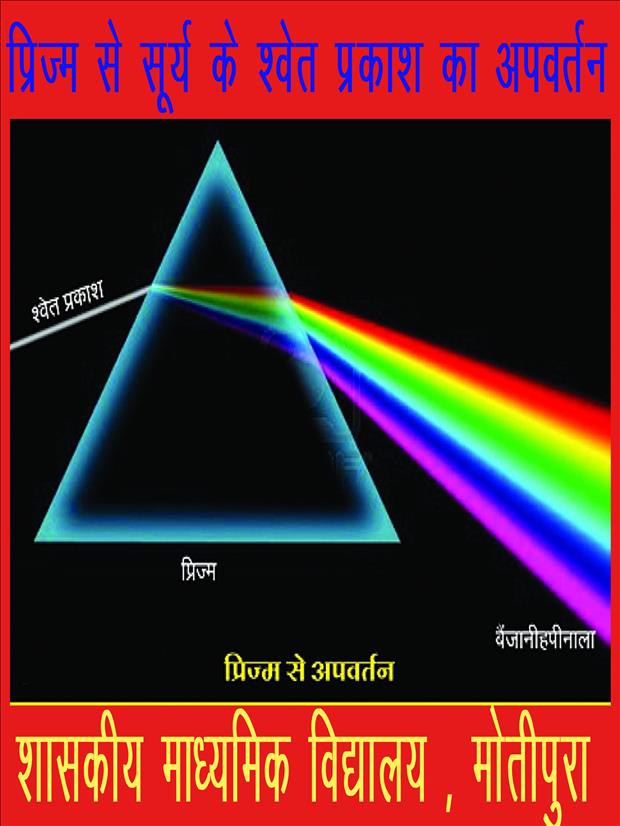 प्रिज्म से सूर्य के श्वेत प्रकाश का अपवर्तन
श्वेत प्रकाश
प्रिज्म
बैंजानीहपीनाला
प्रिज्म से अपवर्तन
शासकीय माध्यमिक विद्यालय , मोतीपुरा